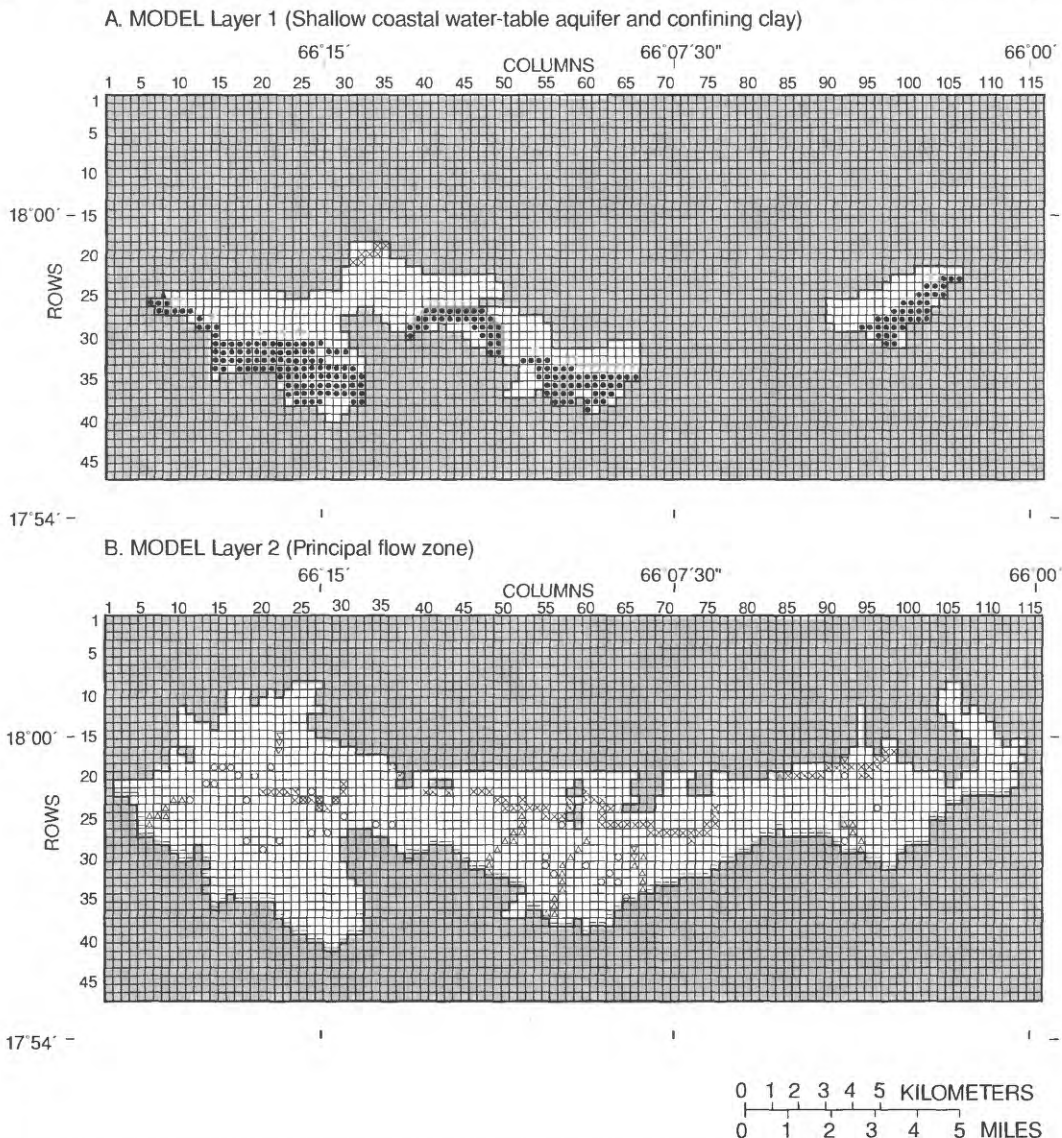 A. MODEL Layer 1 (Shallow coastal water-table aquifer and confining clay)
66°15´ 66°07´30" 66°00´
COLUMNS
1 5 10 15 20 25 30 35 40 45 50 55 60 65 70 75 80 85 90 95 100 105 110 115
1
5
10
18°00´ 15
20
25
30
35
40
45
ROWS
17°54´
B. MODEL Layer 2 (Principal flow zone)
66°15´ 66°07´30" 66°00´
COLUMNS
1 5 10 15 20 25 30 35 40 45 50 55 60 65 70 75 80 85 90 95 100 105 110 115
1
5
10
18°00´ 15
20
25
30
35
40
45
ROWS
17°54´
0 1 2 3 4 5 KILOMETERS
0 1 2 3 4 5 MILES